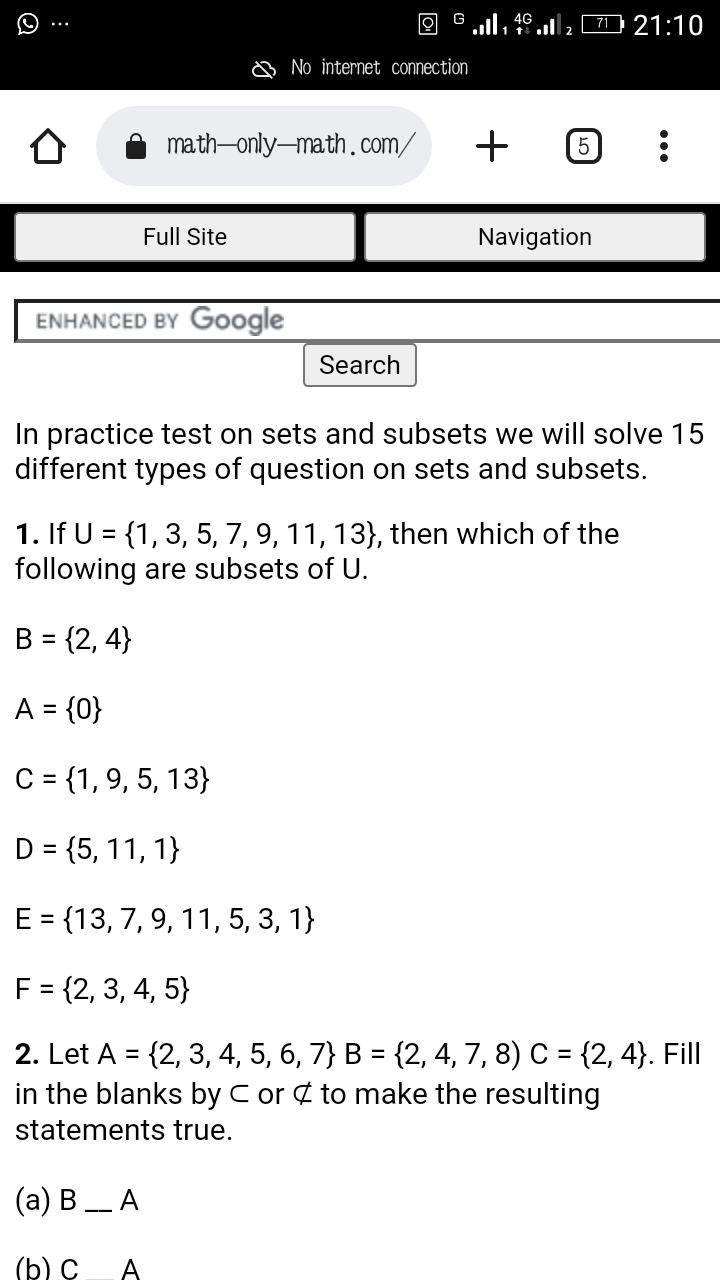 G 4G 1 2 71 21:10
No internet connection
math-only-math.com/
5
Full Site Navigation
ENHANCED BY Google
Search
In practice test on sets and subsets we will solve 15
different types of question on sets and subsets.
1. If U = {1, 3, 5, 7, 9, 11, 13}, then which of the
following are subsets of U.
B = {2, 4}
A = {0}
C = {1, 9, 5, 13}
D = {5, 11, 1}
E = {13, 7, 9, 11, 5, 3, 1}
F = {2, 3, 4, 5}
2. Let A = {2, 3, 4, 5, 6, 7} B = {2, 4, 7, 8) C = {2, 4}. Fill
in the blanks by ⊂ or ⊄ to make the resulting
statements true.
(a) B __ A
(b) C __ A